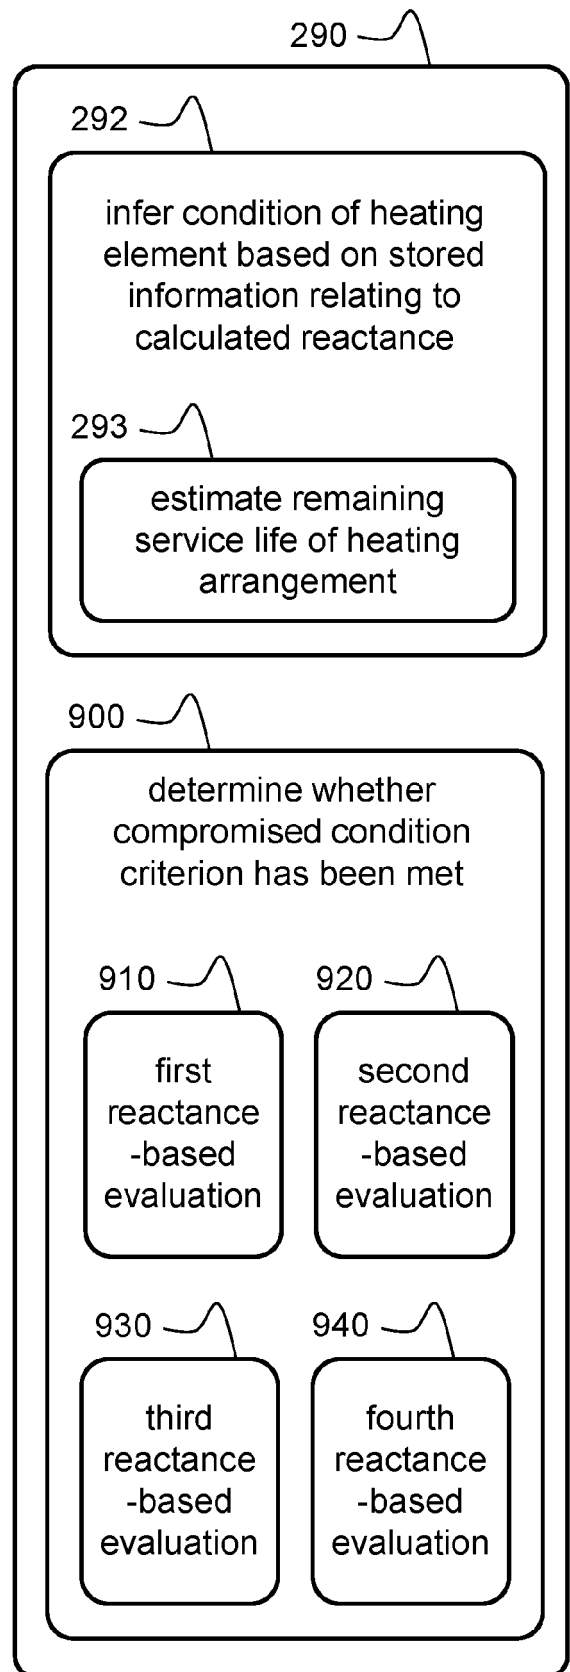 290
292
infer condition of heating
element based on stored
information relating to
calculated reactance
293
estimate remaining
service life of heating
arrangement
900
determine whether
compromised condition
criterion has been met
910
first
reactance
-based
evaluation
920
second
reactance
-based
evaluation
930
third
reactance
-based
evaluation
940
fourth
reactance
-based
evaluation